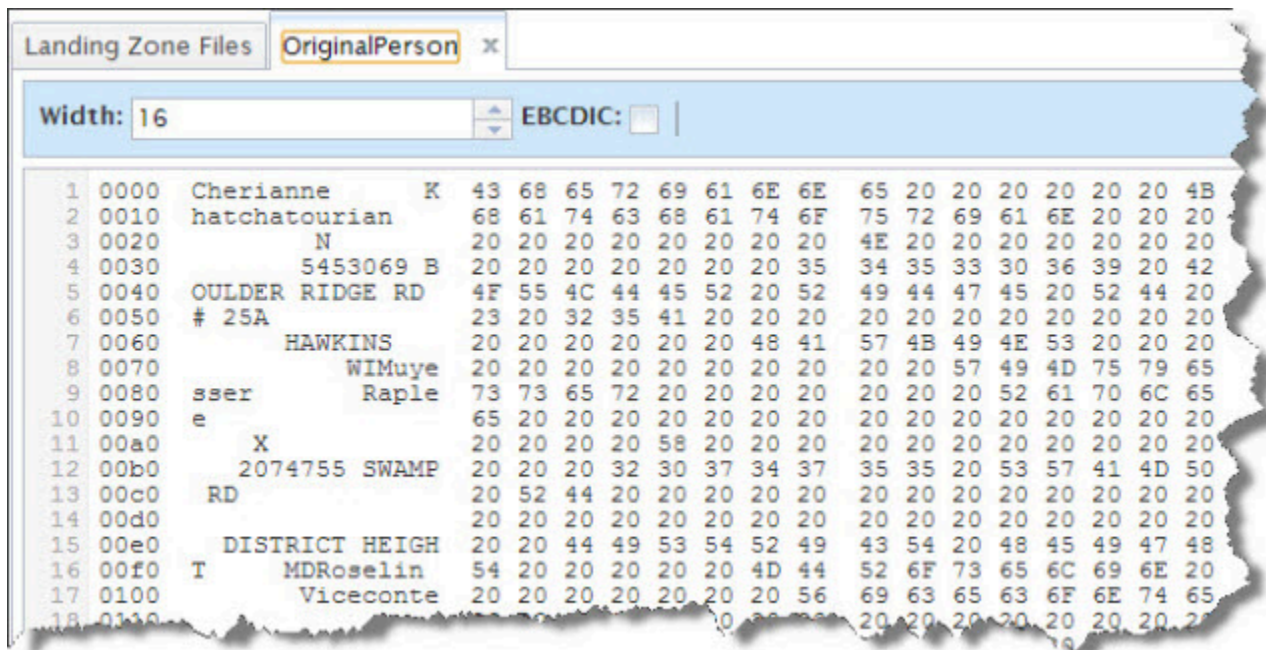 Landing Zone Files OriginalPerson x
Width: 16 EBCDIC:
1 0000 Cherianne      K 43 68 65 72 69 61 6E 6E 65 20 20 20 20 20 20 4B
2 0010 hatchatourian 68 61 74 63 68 61 74 6F 75 72 69 61 6E 20 20 20
3 0020         N 20 20 20 20 20 20 20 20 4E 20 20 20 20 20 20 20
4 0030        5453069 B 20 20 20 20 20 20 20 35 34 35 33 30 36 39 20 42
5 0040 OULDER RIDGE RD 4F 55 4C 44 45 52 20 52 49 44 47 45 20 52 44 20
6 0050 # 25A 23 20 32 35 41 20 20 20 20 20 20 20 20 20 20 20
7 0060       HAWKINS 20 20 20 20 20 20 48 41 57 4B 49 4E 53 20 20 20
8 0070           WIMuye 20 20 20 20 20 20 20 20 20 20 57 49 4D 75 79 65
9 0080 sser       Raple 73 73 65 72 20 20 20 20 20 20 20 52 61 70 6C 65
10 0090 e 65 20 20 20 20 20 20 20 20 20 20 20 20 20 20 20
11 00a0     X 20 20 20 20 58 20 20 20 20 20 20 20 20 20 20 20
12 00b0    2074755 SWAMP 20 20 20 32 30 37 34 37 35 35 20 53 57 41 4D 50
13 00c0  RD 20 52 44 20 20 20 20 20 20 20 20 20 20 20 20 20
14 00d0 20 20 20 20 20 20 20 20 20 20 20 20 20 20 20 20
15 00e0   DISTRICT HEIGH 20 20 44 49 53 54 52 49 43 54 20 48 45 49 47 48
16 00f0 T     MDRoselin 54 20 20 20 20 20 4D 44 52 6F 73 65 6C 69 6E 20
17 0100        Viceconte 20 20 20 20 20 20 20 56 69 63 65 63 6F 6E 74 65
18 20 20 20 20 20 20 20